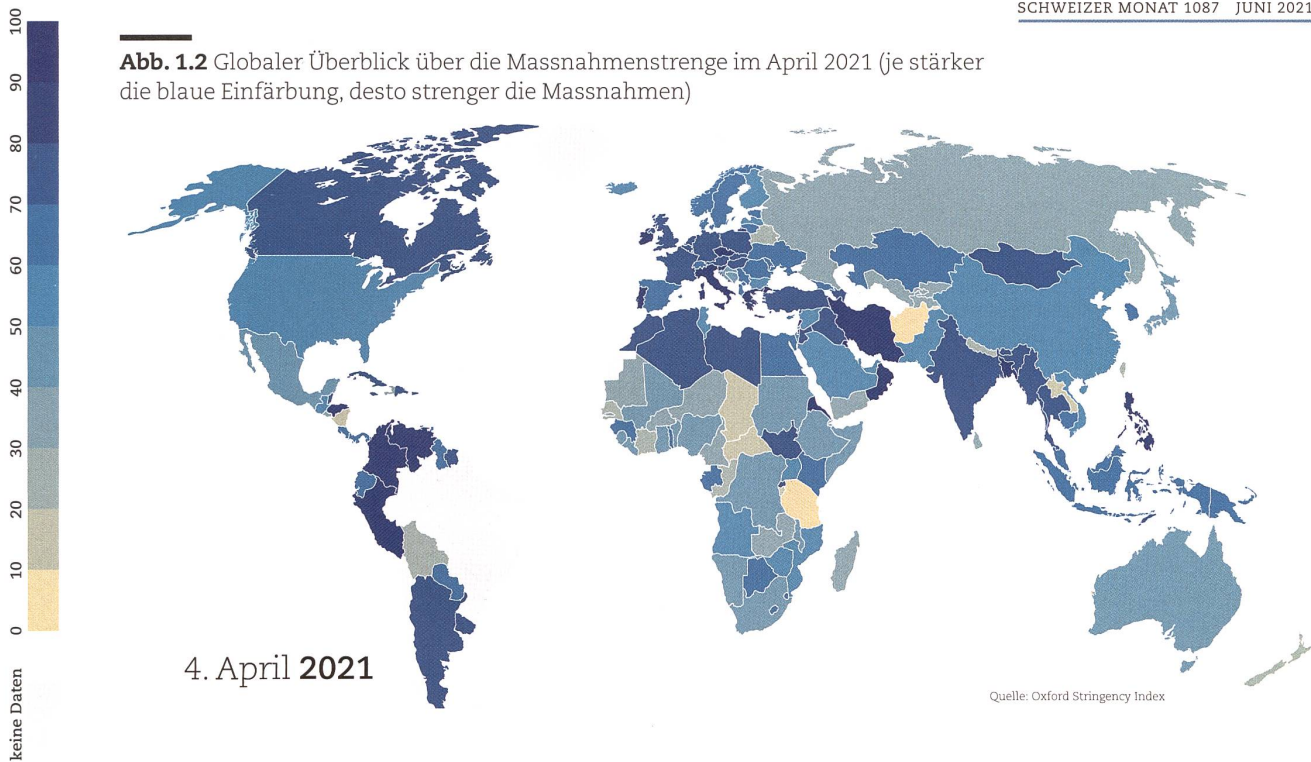 SCHWEIZER MONAT 1087 JUNI 2021
Abb. 1.2 Globaler Überblick über die Massnahmenstrenge im April 2021 (je stärker
die blaue Einfärbung, desto strenger die Massnahmen)
100
90
80
70
60
50
40
30
20
10
0
keine Daten
4. April 2021
Quelle: Oxford Stringency Index